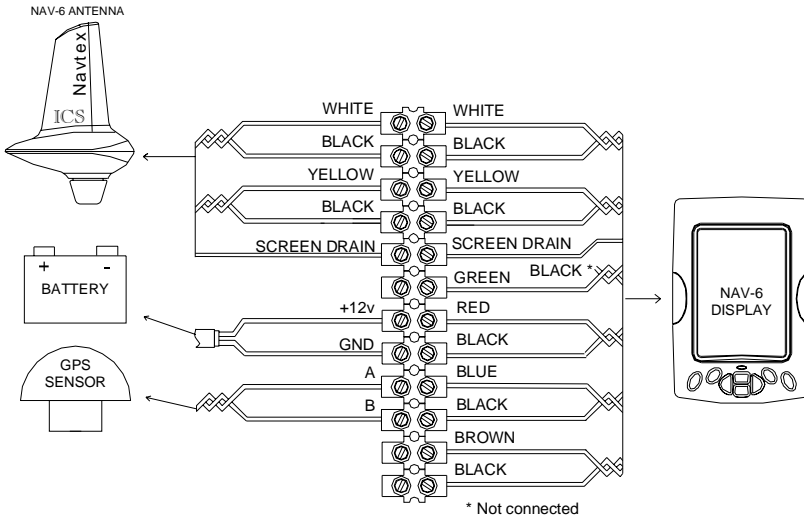 NAV-6 ANTENNA
Navtex
ICS
WHITE
WHITE
BLACK
BLACK
YELLOW
YELLOW
BLACK
BLACK
SCREEN DRAIN
SCREEN DRAIN
GREEN
BLACK *
+ -
BATTERY
+12v
RED
GND
BLACK
GPS
SENSOR
A
BLUE
B
BLACK
BROWN
BLACK
* Not connected
NAV-6
DISPLAY